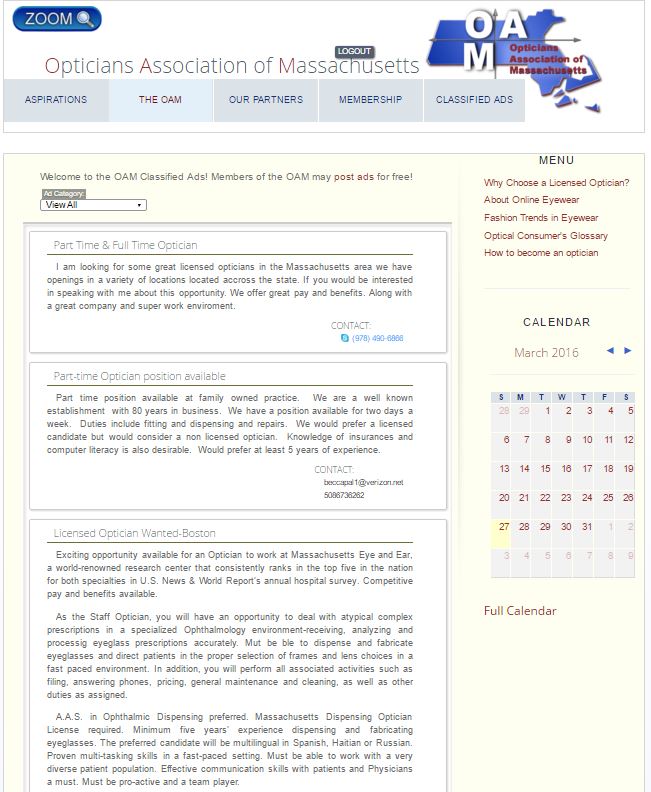 ZOOM
LOGOUT
Opticians Association of Massachusetts
OAM
Opticians
Association of
Massachusetts
ASPIRATIONS
THE OAM
OUR PARTNERS
MEMBERSHIP
CLASSIFIED ADS
Welcome to the OAM Classified Ads! Members of the OAM may post ads for free!
Ad Category:
View All
Part Time & Full Time Optician
I am looking for some great licensed opticians in the Massachusetts area we have
openings in a variety of locations located accross the state. If you would be interested
in speaking with me about this opportunity. We offer great pay and benefits. Along with
a great company and super work enviroment.
CONTACT:
(978) 490-6868
Part-time Optician position available
Part time position available at family owned practice. We are a well known
establishment with 80 years in business. We have a position available for two days a
week. Duties include fitting and dispensing and repairs. We would prefer a licensed
candidate but would consider a non licensed optician. Knowledge of insurances and
computer literacy is also desirable. Would prefer at least 5 years of experience.
CONTACT:
beccapal1@verizon.net
5086736262
Licensed Optician Wanted-Boston
Exciting opportunity available for an Optician to work at Massachusetts Eye and Ear,
a world-renowned research center that consistently ranks in the top five in the nation
for both specialties in U.S. News & World Report's annual hospital survey. Competitive
pay and benefits available.
As the Staff Optician, you will have an opportunity to deal with atypical complex
prescriptions in a specialized Ophthalmology environment-receiving, analyzing and
processig eyeglass prescriptions accurately. Mut be ble to dispense and fabricate
eyeglasses and direct patients in the proper selection of frames and lens choices in a
fast paced environment. In addition, you will perform all associated activities such as
filing, answering phones, pricing, general maintenance and cleaning, as well as other
duties as assigned.
A.A.S. in Ophthalmic Dispensing preferred. Massachusetts Dispensing Optician
License required. Minimum five years' experience dispensing and fabricating
eyeglasses. The preferred candidate will be multilingual in Spanish, Haitian or Russian.
Proven multi-tasking skills in a fast-paced setting. Must be able to work with a very
diverse patient population. Effective communication skills with patients and Physicians
a must. Must be pro-active and a team player.
MENU
Why Choose a Licensed Optician?
About Online Eyewear
Fashion Trends in Eyewear
Optical Consumer's Glossary
How to become an optician
CALENDAR
March 2016
S M T W T F S
28 29 1 2 3 4 5
6 7 8 9 10 11 12
13 14 15 16 17 18 19
20 21 22 23 24 25 26
27 28 29 30 31 1 2
3 4 5 6 7 8 9
Full Calendar